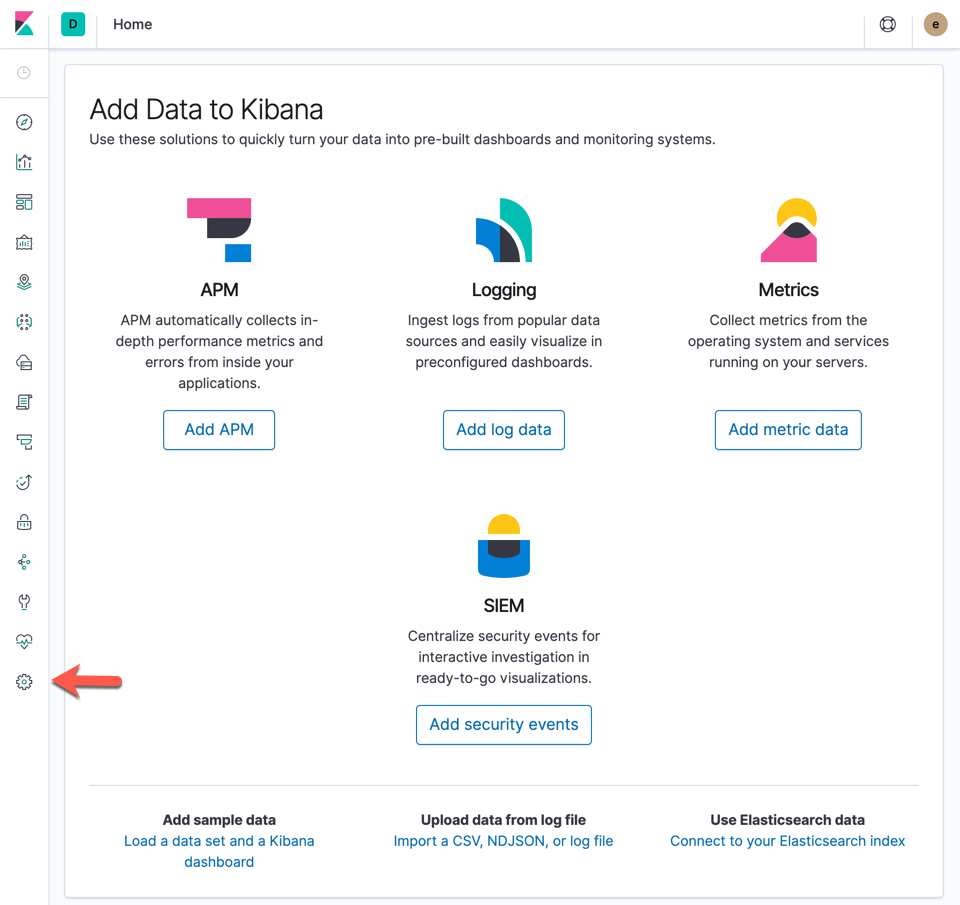 D
Home
e
Add Data to Kibana
Use these solutions to quickly turn your data into pre-built dashboards and monitoring systems.
APM
APM automatically collects in-
depth performance metrics and
errors from inside your
applications.
Add APM
Logging
Ingest logs from popular data
sources and easily visualize in
preconfigured dashboards.
Add log data
Metrics
Collect metrics from the
operating system and services
running on your servers.
Add metric data
SIEM
Centralize security events for
interactive investigation in
ready-to-go visualizations.
Add security events
Add sample data
Load a data set and a Kibana
dashboard
Upload data from log file
Import a CSV, NDJSON, or log file
Use Elasticsearch data
Connect to your Elasticsearch index